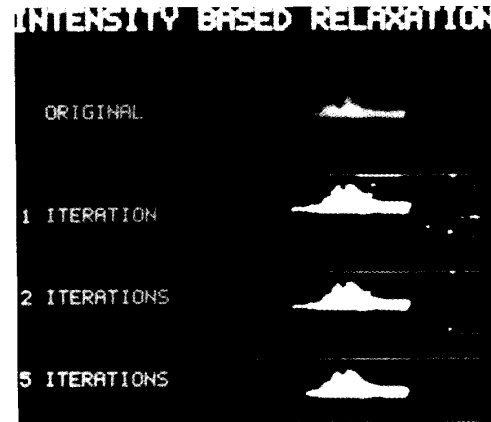 INTENSITY BASED RELAXATION
ORIGINAL
1 ITERATION
2 ITERATIONS
5 ITERATIONS